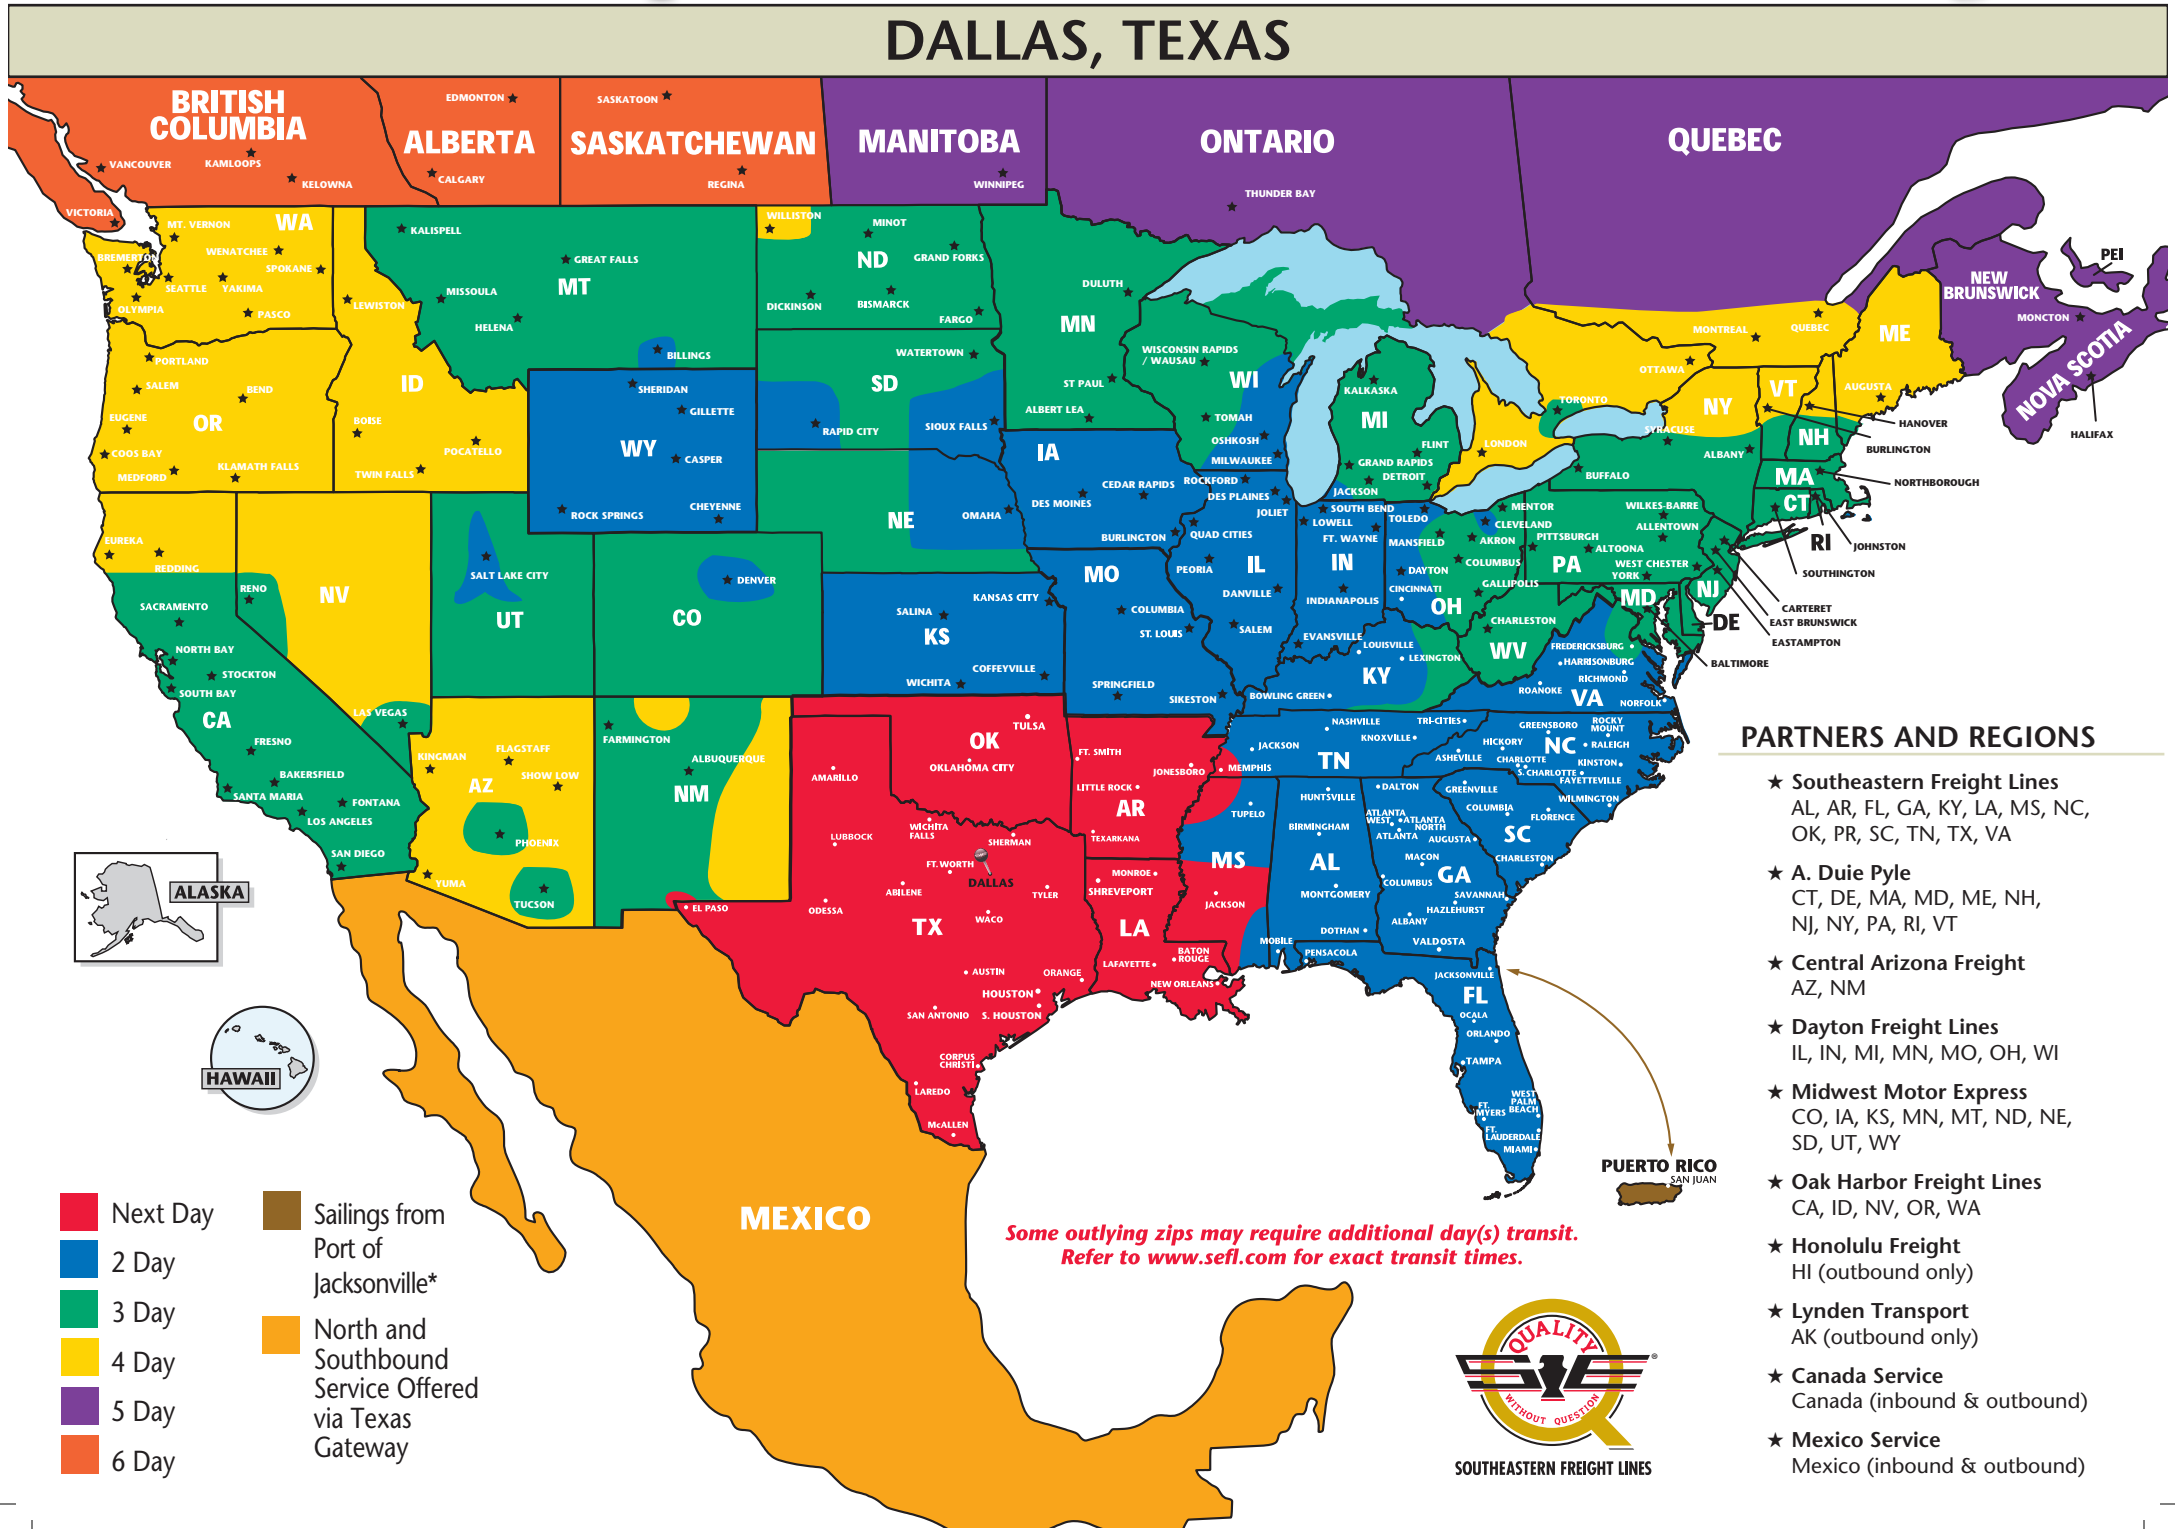 DALLAS, TEXAS
BRITISH
COLUMBIA
VANCOUVER
KAMLOOPS
KELOWNA
VICTORIA
EDMONTON
ALBERTA
CALGARY
SASKATOON
SASKATCHEWAN
REGINA
MANITOBA
WINNIPEG
ONTARIO
THUNDER BAY
QUEBEC
PEI
NEW
BRUNSWICK
MONCTON
NOVA SCOTIA
HALIFAX
MONTREAL
QUEBEC
OTTAWA
TORONTO
LONDON
WA
MT. VERNON
WENATCHEE
BREMERTON
SPOKANE
SEATTLE
YAKIMA
OLYMPIA
PASCO
PORTLAND
SALEM
BEND
EUGENE
OR
COOS BAY
KLAMATH FALLS
MEDFORD
LEWISTON
ID
BOISE
POCATELLO
TWIN FALLS
KALISPELL
GREAT FALLS
MT
MISSOULA
HELENA
BILLINGS
WILLISTON
MINOT
ND
GRAND FORKS
DICKINSON
BISMARCK
FARGO
WATERTOWN
SD
RAPID CITY
SIOUX FALLS
SHERIDAN
GILLETTE
WY
CASPER
ROCK SPRINGS
CHEYENNE
NE
OMAHA
DULUTH
MN
ST PAUL
ALBERT LEA
WISCONSIN RAPIDS
/ WAUSAU
WI
TOMAH
OSHKOSH
MILWAUKEE
KALKASKA
MI
FLINT
GRAND RAPIDS
DETROIT
JACKSON
IA
CEDAR RAPIDS
DES MOINES
BURLINGTON
ROCKFORD
DES PLAINES
JOLIET
QUAD CITIES
PEORIA
IL
DANVILLE
SALEM
SOUTH BEND
LOWELL
FT. WAYNE
IN
INDIANAPOLIS
EVANSVILLE
TOLEDO
MENTOR
CLEVELAND
MANSFIELD
AKRON
COLUMBUS
DAYTON
CINCINNATI
GALLIPOLIS
OH
PITTSBURGH
ALTOONA
WILKES-BARRE
ALLENTOWN
PA
WEST CHESTER
YORK
NY
SYRACUSE
ALBANY
BUFFALO
VT
ME
AUGUSTA
NH
MA
CT
RI
NJ
MD
DE
HANOVER
BURLINGTON
NORTHBOROUGH
JOHNSTON
SOUTHINGTON
CARTERET
EAST BRUNSWICK
EASTAMPTON
BALTIMORE
EUREKA
REDDING
SACRAMENTO
NORTH BAY
STOCKTON
SOUTH BAY
CA
FRESNO
BAKERSFIELD
SANTA MARIA
FONTANA
LOS ANGELES
SAN DIEGO
RENO
NV
LAS VEGAS
SALT LAKE CITY
UT
DENVER
CO
KINGMAN
FLAGSTAFF
AZ
SHOW LOW
PHOENIX
YUMA
TUCSON
FARMINGTON
ALBUQUERQUE
NM
KANSAS CITY
SALINA
KS
COFFEYVILLE
WICHITA
MO
COLUMBIA
ST. LOUIS
SPRINGFIELD
SIKESTON
LOUISVILLE
LEXINGTON
KY
BOWLING GREEN
CHARLESTON
WV
FREDERICKSBURG
HARRISONBURG
RICHMOND
ROANOKE
VA
NORFOLK
TULSA
OK
OKLAHOMA CITY
FT. SMITH
JONESBORO
LITTLE ROCK
AR
TEXARKANA
NASHVILLE
TRI-CITIES
JACKSON
KNOXVILLE
TN
MEMPHIS
GREENSBORO
ROCKY
MOUNT
HICKORY
NC
RALEIGH
ASHEVILLE
CHARLOTTE
KINSTON
S. CHARLOTTE
FAYETTEVILLE
WILMINGTON
GREENVILLE
COLUMBIA
FLORENCE
SC
CHARLESTON
TUPELO
MS
JACKSON
HUNTSVILLE
BIRMINGHAM
AL
MONTGOMERY
DOTHAN
MOBILE
DALTON
ATLANTA
WEST
ATLANTA
NORTH
ATLANTA
AUGUSTA
MACON
GA
COLUMBUS
SAVANNAH
HAZLEHURST
ALBANY
VALDOSTA
PENSACOLA
JACKSONVILLE
FL
OCALA
ORLANDO
TAMPA
WEST
PALM
BEACH
FT.
MYERS
FT.
LAUDERDALE
MIAMI
AMARILLO
LUBBOCK
WICHITA
FALLS
SHERMAN
FT. WORTH
DALLAS
ABILENE
TYLER
ODESSA
WACO
EL PASO
TX
AUSTIN
ORANGE
HOUSTON
SAN ANTONIO
S. HOUSTON
CORPUS
CHRISTI
LAREDO
McALLEN
MONROE
SHREVEPORT
LA
BATON
ROUGE
LAFAYETTE
NEW ORLEANS
ALASKA
HAWAII
MEXICO
PUERTO RICO
SAN JUAN
Some outlying zips may require additional day(s) transit.
Refer to www.sefl.com for exact transit times.
Next Day
2 Day
3 Day
4 Day
5 Day
6 Day
Sailings from
Port of
Jacksonville*
North and
Southbound
Service Offered
via Texas
Gateway
PARTNERS AND REGIONS
★ Southeastern Freight Lines
AL, AR, FL, GA, KY, LA, MS, NC,
OK, PR, SC, TN, TX, VA
★ A. Duie Pyle
CT, DE, MA, MD, ME, NH,
NJ, NY, PA, RI, VT
★ Central Arizona Freight
AZ, NM
★ Dayton Freight Lines
IL, IN, MI, MN, MO, OH, WI
★ Midwest Motor Express
CO, IA, KS, MN, MT, ND, NE,
SD, UT, WY
★ Oak Harbor Freight Lines
CA, ID, NV, OR, WA
★ Honolulu Freight
HI (outbound only)
★ Lynden Transport
AK (outbound only)
★ Canada Service
Canada (inbound & outbound)
★ Mexico Service
Mexico (inbound & outbound)
QUALITY
WITHOUT QUESTION
®
SOUTHEASTERN FREIGHT LINES